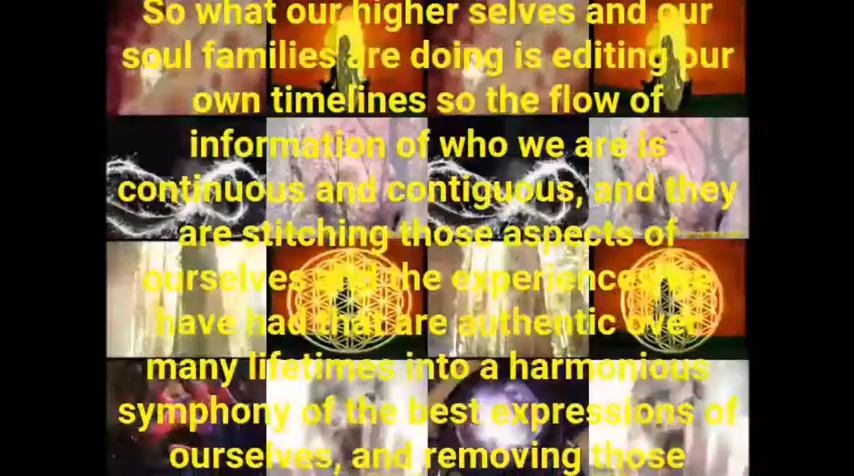 So what our higher selves and our
soul families are doing is editing our
own timelines so the flow of
information of who we are is
continuous and contiguous, and they
are stitching those aspects of
ourselves and the experiences we
have had that are authentic over
many lifetimes into a harmonious
symphony of the best expressions of
ourselves, and removing those